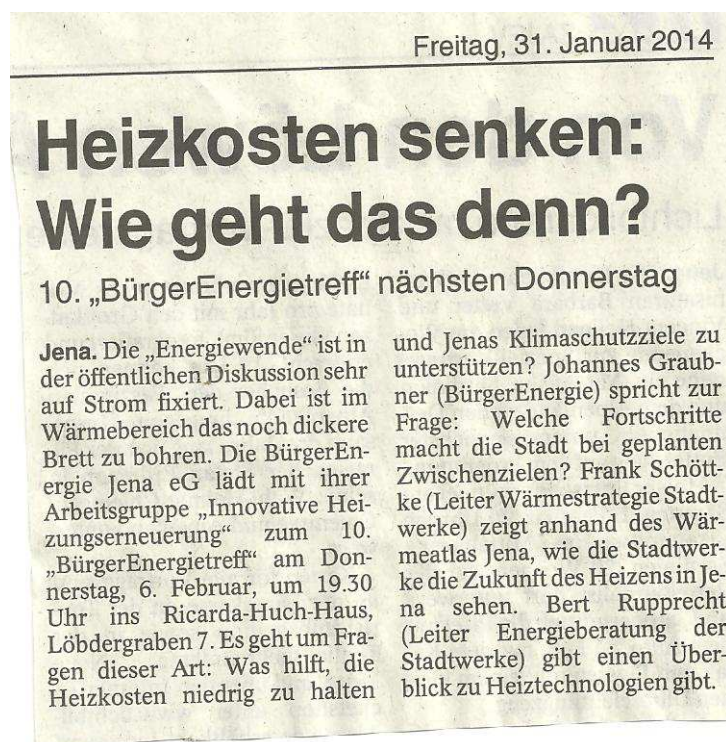 Freitag, 31. Januar 2014
Heizkosten senken:
Wie geht das denn?
10. „BürgerEnergietreff“ nächsten Donnerstag
Jena. Die „Energiewende“ ist in
der öffentlichen Diskussion sehr
auf Strom fixiert. Dabei ist im
Wärmebereich das noch dickere
Brett zu bohren. Die BürgerEn-
ergie Jena eG lädt mit ihrer
Arbeitsgruppe „Innovative Hei-
zungserneuerung“ zum 10.
„BürgerEnergietreff“ am Don-
nerstag, 6. Februar, um 19.30
Uhr ins Ricarda-Huch-Haus,
Löbdergraben 7. Es geht um Fra-
gen dieser Art: Was hilft, die
Heizkosten niedrig zu halten
und Jenas Klimaschutzziele zu
unterstützen? Johannes Graub-
ner (BürgerEnergie) spricht zur
Frage: Welche Fortschritte
macht die Stadt bei geplanten
Zwischenzielen? Frank Schött-
ke (Leiter Wärmestrategie Stadt-
werke) zeigt anhand des Wär-
meatlas Jena, wie die Stadtwer-
ke die Zukunft des Heizens in Je-
na sehen. Bert Rupprecht
(Leiter Energieberatung der
Stadtwerke) gibt einen Über-
blick zu Heiztechnologien gibt.